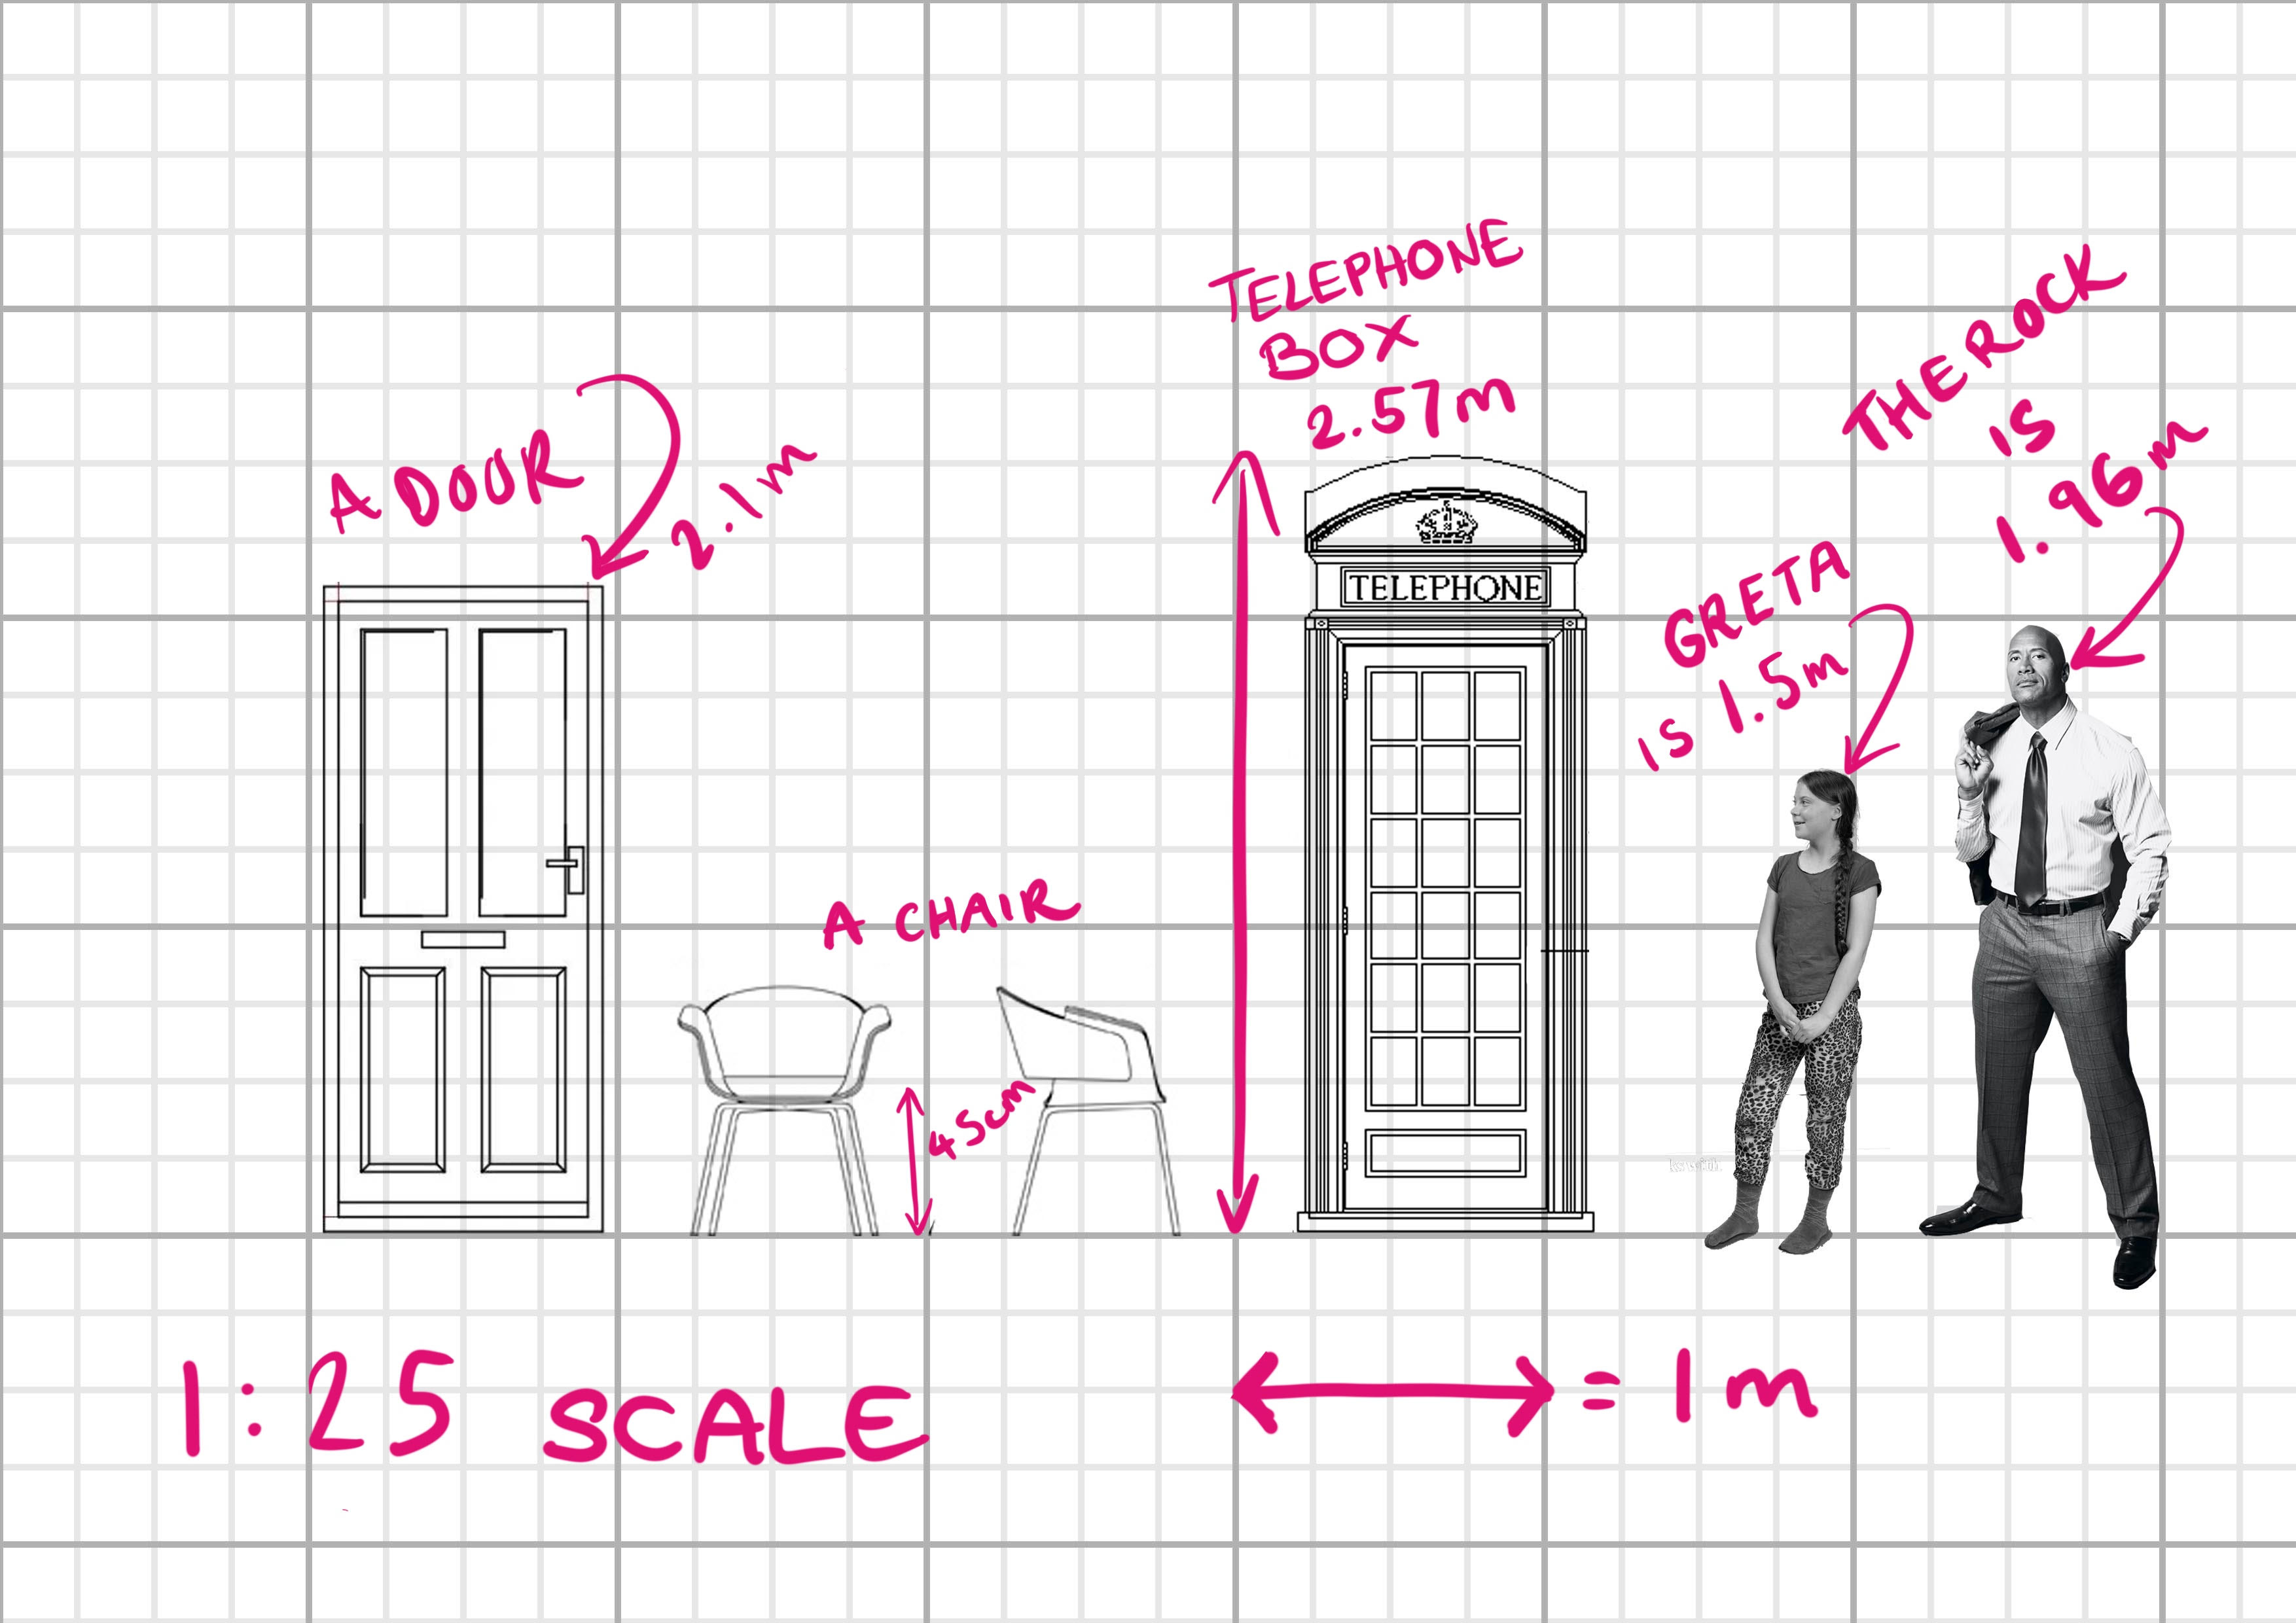 TELEPHONE
BOX
2.57m
THE ROCK
IS
1.96m
A DOOR
2.1m
GRETA
IS 1.5m
TELEPHONE
A CHAIR
45cm
1:25 SCALE
= 1m